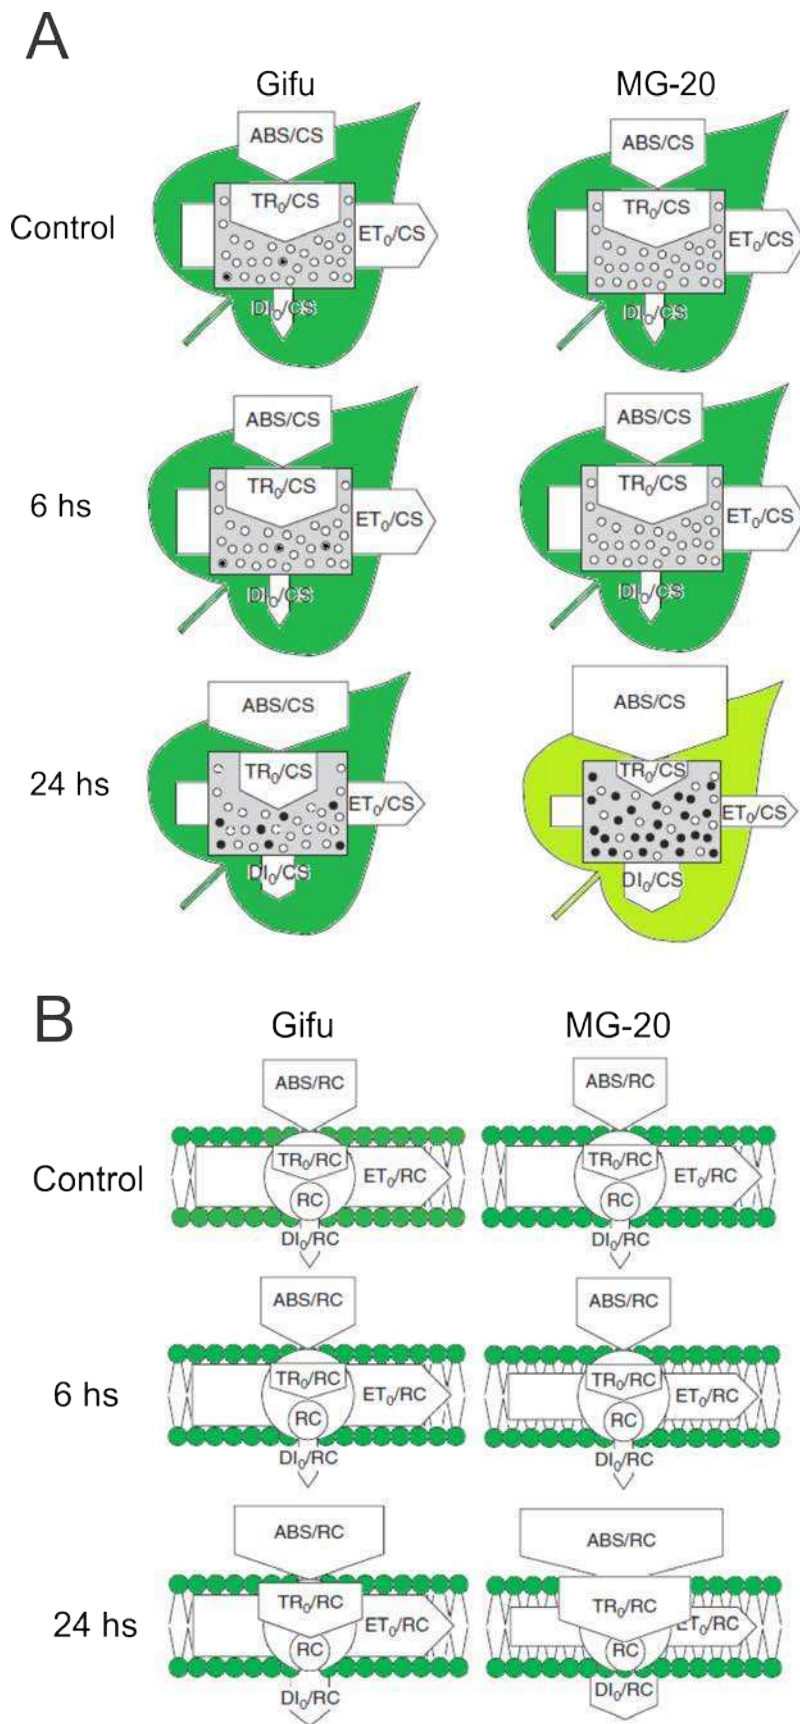 A
Gifu MG-20
ABS/CS ABS/CS
TR₀/CS TR₀/CS
Control ET₀/CS ET₀/CS
DI₀/CS DI₀/CS
ABS/CS ABS/CS
TR₀/CS TR₀/CS
6 hs ET₀/CS ET₀/CS
DI₀/CS DI₀/CS
ABS/CS ABS/CS
TR₀/CS TR₀/CS
24 hs ET₀/CS ET₀/CS
DI₀/CS DI₀/CS
B
Gifu MG-20
ABS/RC ABS/RC
TR₀/RC TR₀/RC
Control ET₀/RC ET₀/RC
RC RC
DI₀/RC DI₀/RC
ABS/RC ABS/RC
TR₀/RC TR₀/RC
6 hs ET₀/RC ET₀/RC
RC RC
DI₀/RC DI₀/RC
ABS/RC ABS/RC
TR₀/RC TR₀/RC
24 hs ET₀/RC ET₀/RC
RC RC
DI₀/RC DI₀/RC